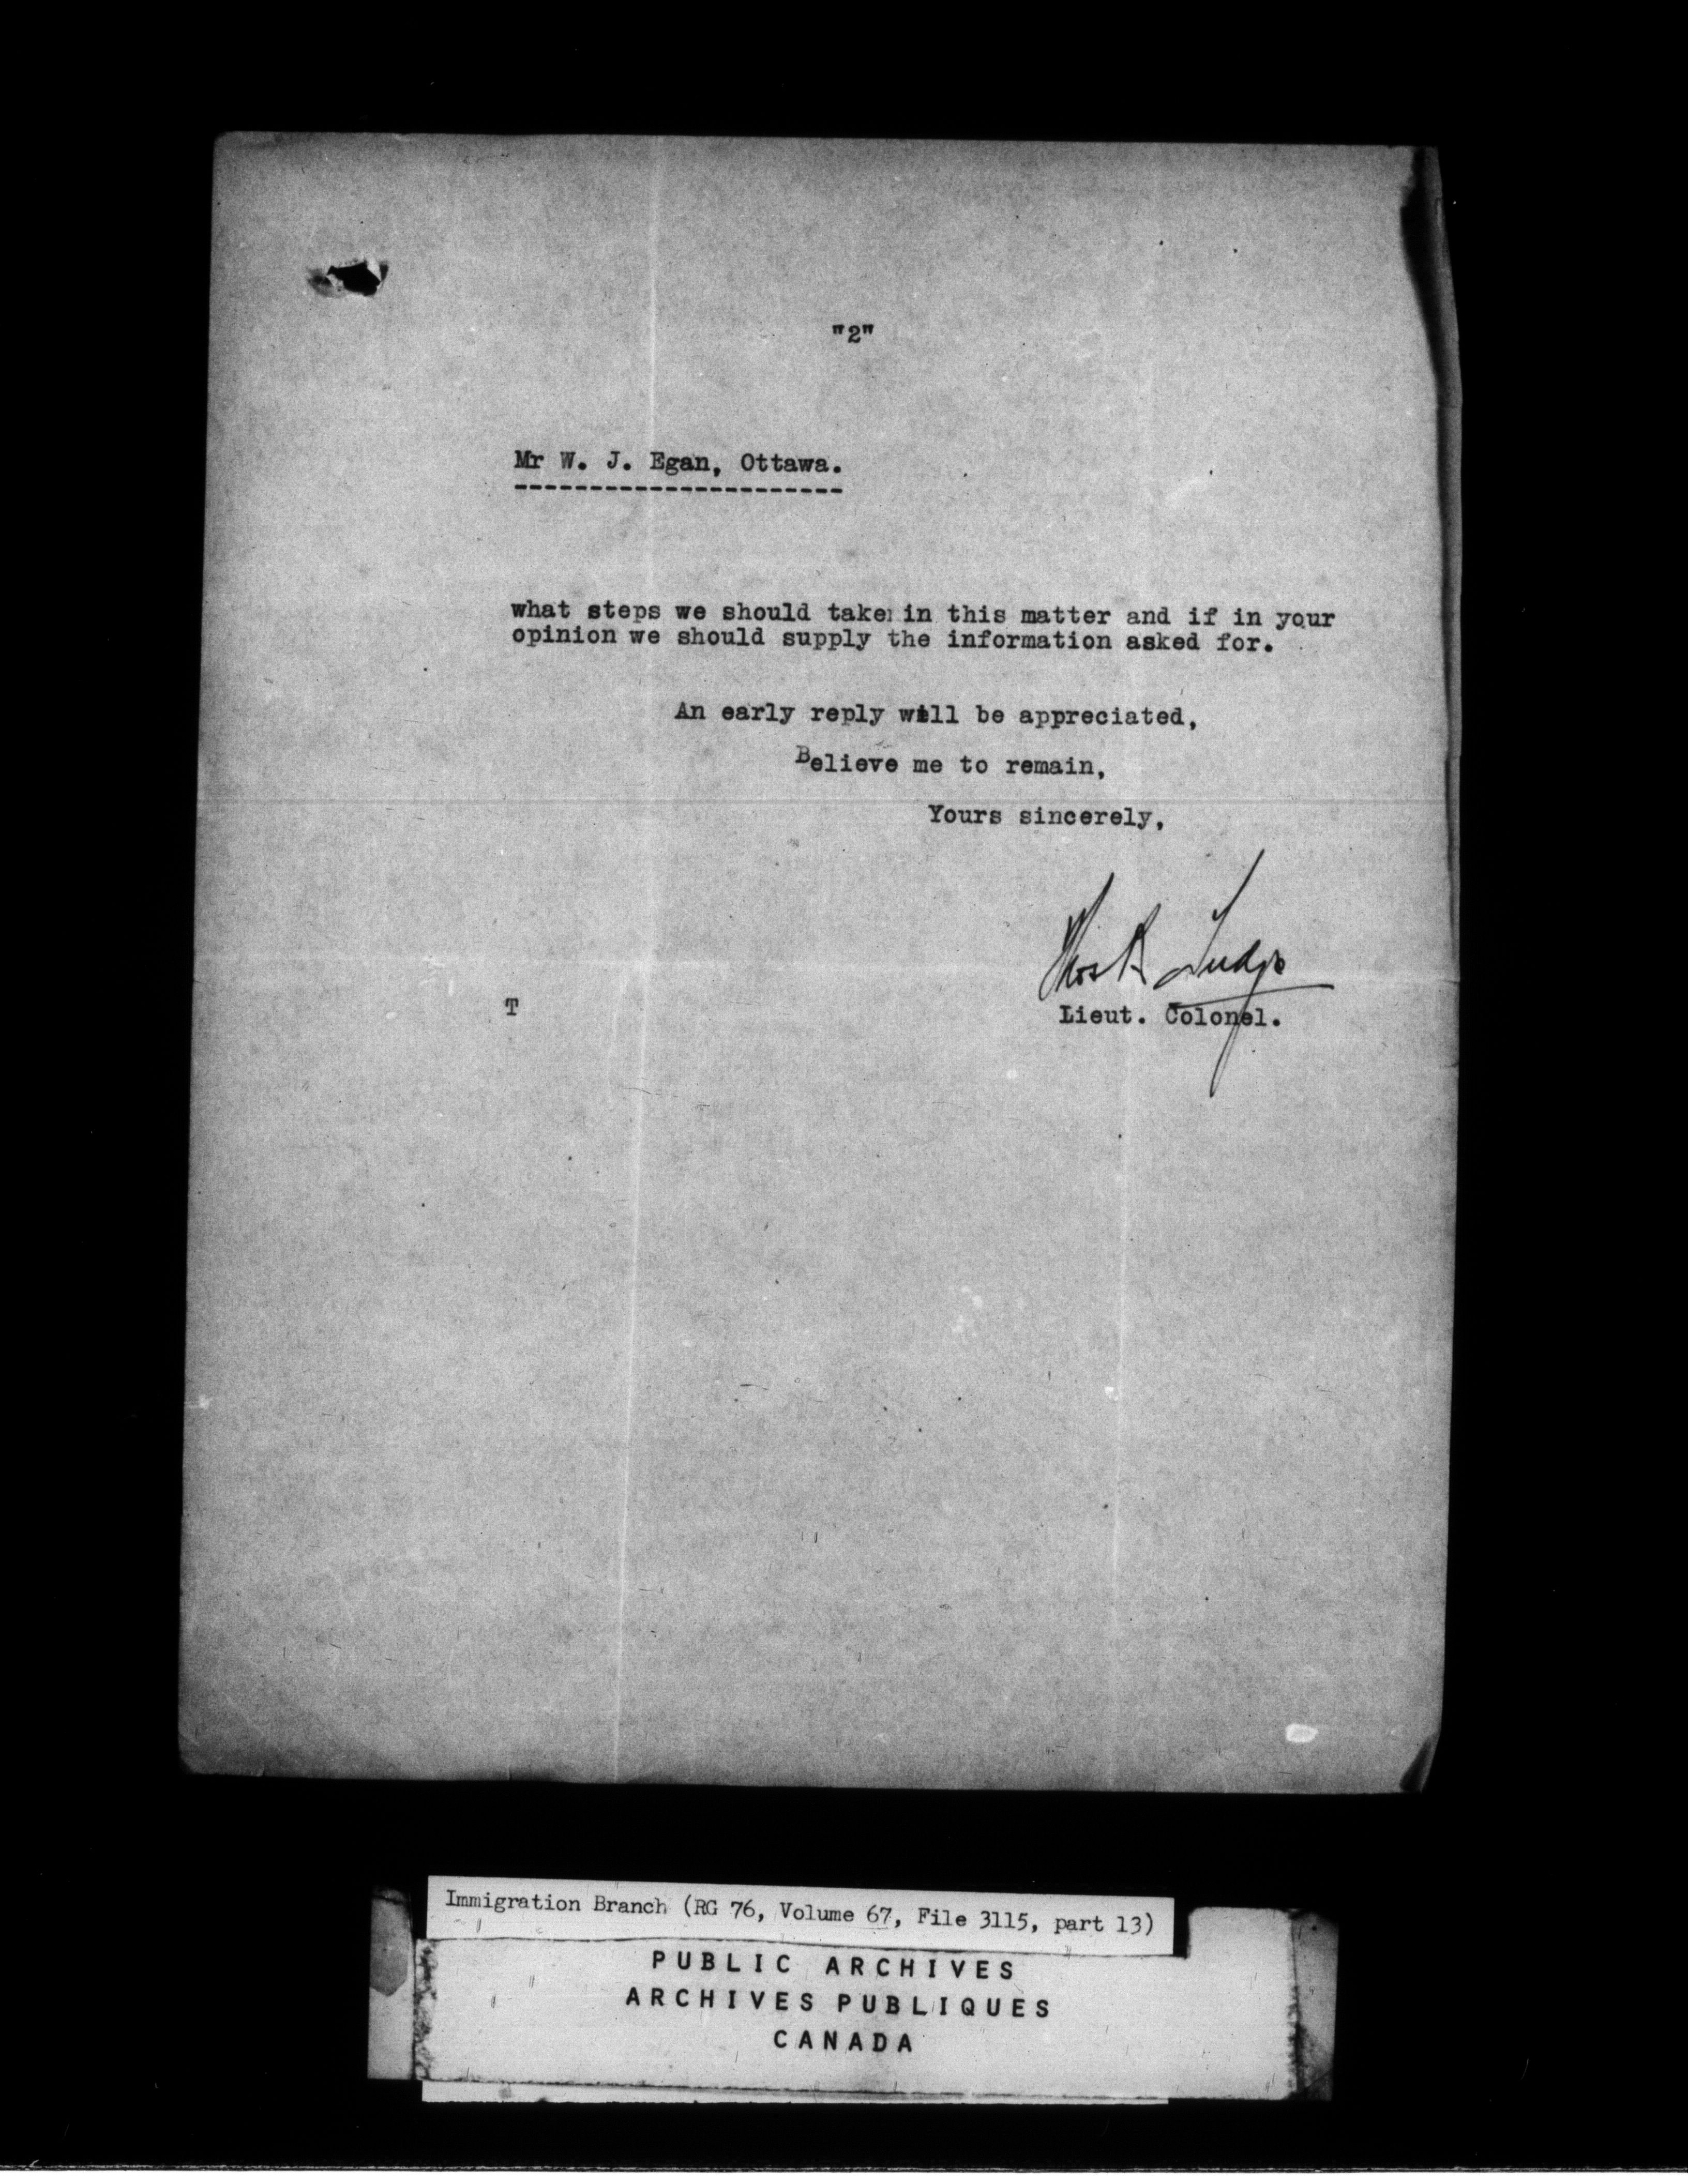 "2"
Mr W. J. Egan, Ottawa.
what steps we should take in this matter and if in your
opinion we should supply the information asked for.
An early reply will be appreciated,
Believe me to remain,
Yours sincerely,
Lieut. Colonel.
T
Immigration Branch (RG 76, Volume 67, File 3115, part 13)
PUBLIC ARCHIVES
ARCHIVES PUBLIQUES
CANADA